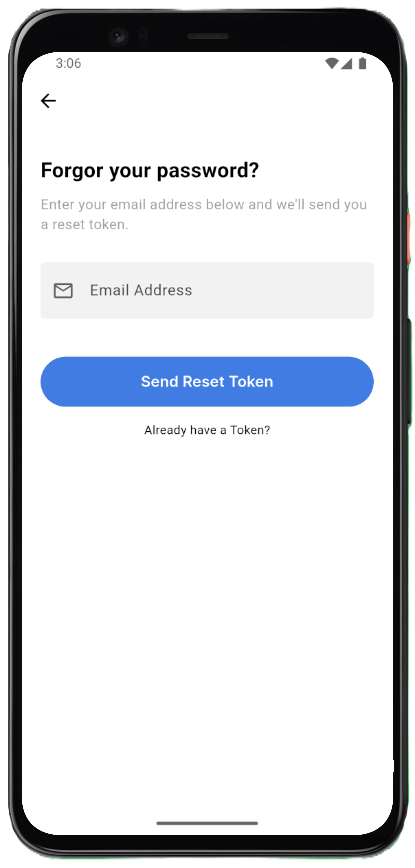 3:06
Forgor your password?
Enter your email address below and we'll send you
a reset token.
Email Address
Send Reset Token
Already have a Token?